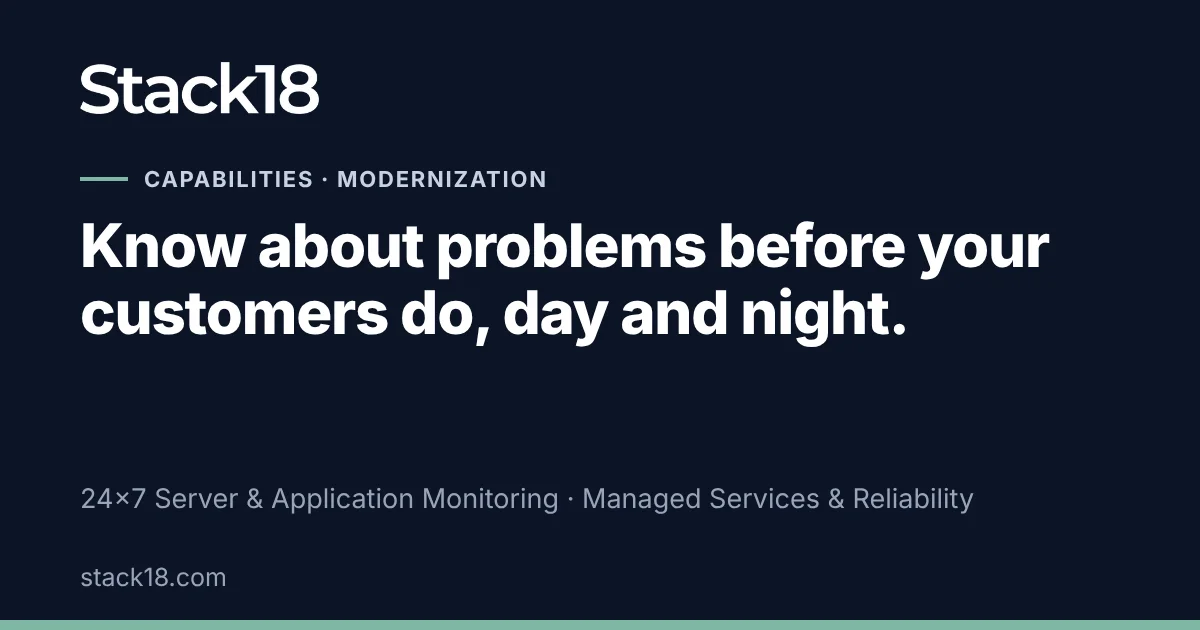 Stack18
CAPABILITIES · MODERNIZATION
Know about problems before your
customers do, day and night.
24×7 Server & Application Monitoring · Managed Services & Reliability
stack18.com